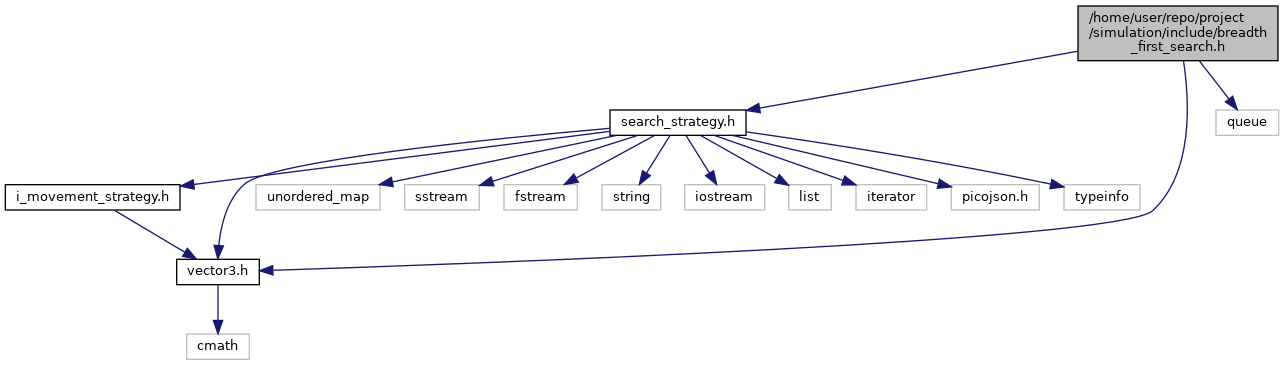 /home/user/repo/project
/simulation/include/breadth
_first_search.h
search_strategy.h
queue
i_movement_strategy.h
unordered_map
sstream
fstream
string
iostream
list
iterator
picojson.h
typeinfo
vector3.h
cmath